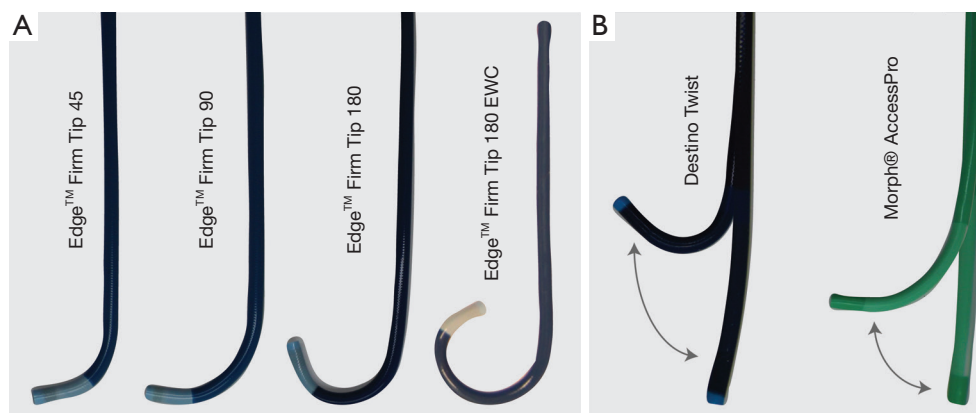 A
Edge™ Firm Tip 45
Edge™ Firm Tip 90
Edge™ Firm Tip 180
Edge™ Firm Tip 180 EWC
B
Destino Twist
Morph® AccessPro